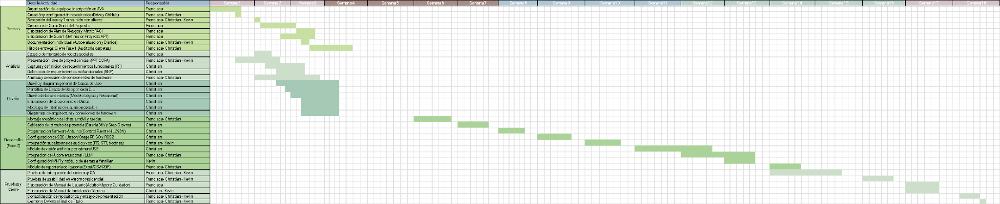 Detalle Actividad Responsable Semana 1 Semana 2 Semana 3 Semana 4 Semana 5 Semana 6 Semana 7 Semana 8 Semana 9 Semana 10 Semana 11 Semana 12 Semana 13 Semana 14 Semana 15 Semana 16 Semana 17 Semana 18
Gestion
Organización del equipo e inscripción en AVA Francisca
Creación y configuración repositorios (Drive y GitHub) Francisca - Christian
Recepción del caso y 1ra reunión con cliente Francisca - Christian - Kevin
Creacion de Carta Gantt del Proyecto Francisca
Elaboracion de Plan de Riesgos y Matriz RACI Francisca
Elaboracion de Guia 1 (Definicion Proyecto APT) Francisca
Documentacion individual (Autoevaluacion y Diarios) Francisca - Christian - Kevin
Hito de entrega: Cierre Fase 1 (Auditoria carpetas) Francisca - Christian
Análisis
Estudio de mercado de robots sociales Francisca
Presentación idea de proyecto inicial (PPT CORA) Francisca - Christian - Kevin
Captura y definicion de requerimientos funcionales (RF) Christian
Definicion de requerimientos no funcionales (RNF) Christian
Analisis y selección de componentes de hardware Francisca - Christian
Diseño
Diseño y diagrama general de Casos de Uso Christian
Plantillas de Casos de Uso por cada C.U Christian
Diseño de base de datos (Modelo Lógico y Relacional) Christian
Elaboracion de Diccionario de Datos Christian
Mockups de interfaz de usuario accesible Christian
Diagramas de arquitectura y conexiones de hardware Christian
Desarrollo
(Fase 2)
Montaje mecánico del chasis móvil y ruedas Francisca - Christian
Cableado del circuito de potencia (Bateria 36V y Step-Downs) Christian
Programacion firmware Arduino (Control Puente H L298N) Christian
Configuracion de SBC (Jetson/Orage Pi), SO y ROS2 Christian
Integración subsistema de audio y voz (TTS, STT, bocinas) Christian - Kevin
Módulo de visión artificial por cámara USB Christian
Integracion de IA conversacional / LLM Francisca - Christian
Configuración Wi-Fi y módulo de alertas al familiar Kevin
Módulo de reportería obligatoria (Excel/CSV/PDF) Francisca - Christian
Pruebas y
Cierre
Pruebas de integración del sistema y QA Francisca - Christian - Kevin
Pruebas de usabilidad en entorno residencial Francisca - Christian - Kevin
Elaboración de Manual de Usuario (Adulto Mayor y Cuidador) Francisca
Elaboración de Manual de Instalación Técnica Christian - Kevin
Consolidación de repositorios y ensayo de presentación Francisca - Christian - Kevin
Examen y Defensa Final de Título Francisca - Christian - Kevin